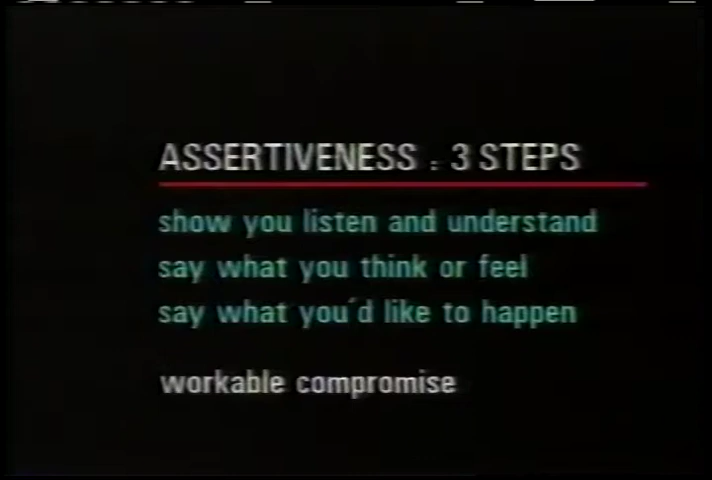 ASSERTIVENESS : 3 STEPS
show you listen and understand
say what you think or feel
say what you'd like to happen
workable compromise